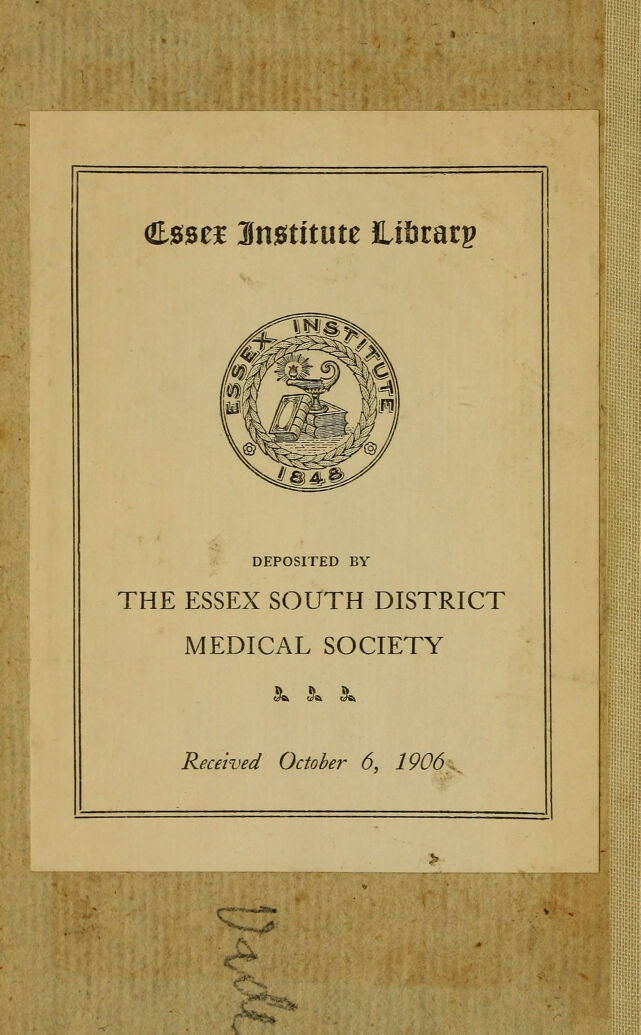 Essex Institute Library
ESSEX INSTITUTE
1848
DEPOSITED BY
THE ESSEX SOUTH DISTRICT
MEDICAL SOCIETY
Received October 6, 1906